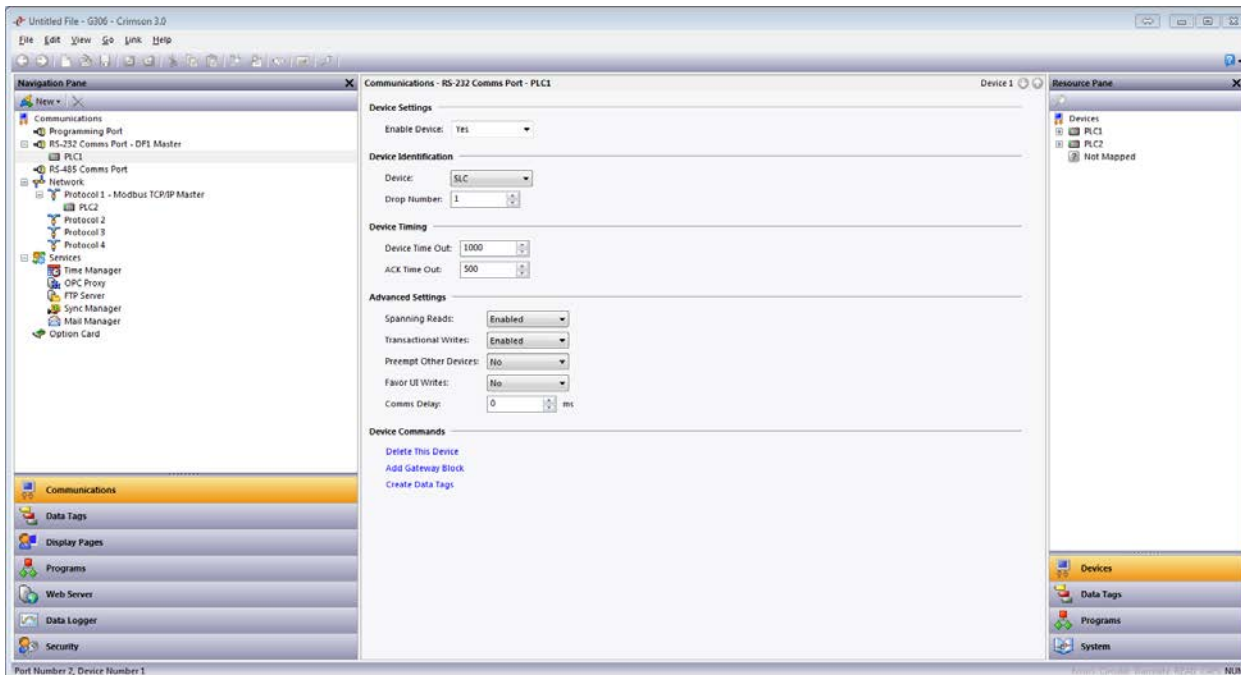 Untitled File - G306 - Crimson 3.0
File Edit View Go Link Help
Navigation Pane
New
Communications
Programming Port
RS-232 Comms Port - DF1 Master
PLC1
RS-485 Comms Port
Network
Protocol 1 - Modbus TCP/IP Master
PLC2
Protocol 2
Protocol 3
Protocol 4
Services
Time Manager
OPC Proxy
FTP Server
Sync Manager
Mail Manager
Option Card
Communications
Data Tags
Display Pages
Programs
Web Server
Data Logger
Security
Communications - RS-232 Comms Port - PLC1
Device 1
Device Settings
Enable Device: Yes
Device Identification
Device: SLC
Drop Number: 1
Device Timing
Device Time Out: 1000
ACK Time Out: 500
Advanced Settings
Spanning Reads: Enabled
Transactional Writes: Enabled
Preempt Other Devices: No
Favor UI Writes: No
Comms Delay: 0 ms
Device Commands
Delete This Device
Add Gateway Block
Create Data Tags
Resource Pane
Devices
PLC1
PLC2
Not Mapped
Devices
Data Tags
Programs
System
Port Number 2, Device Number 1
NUM